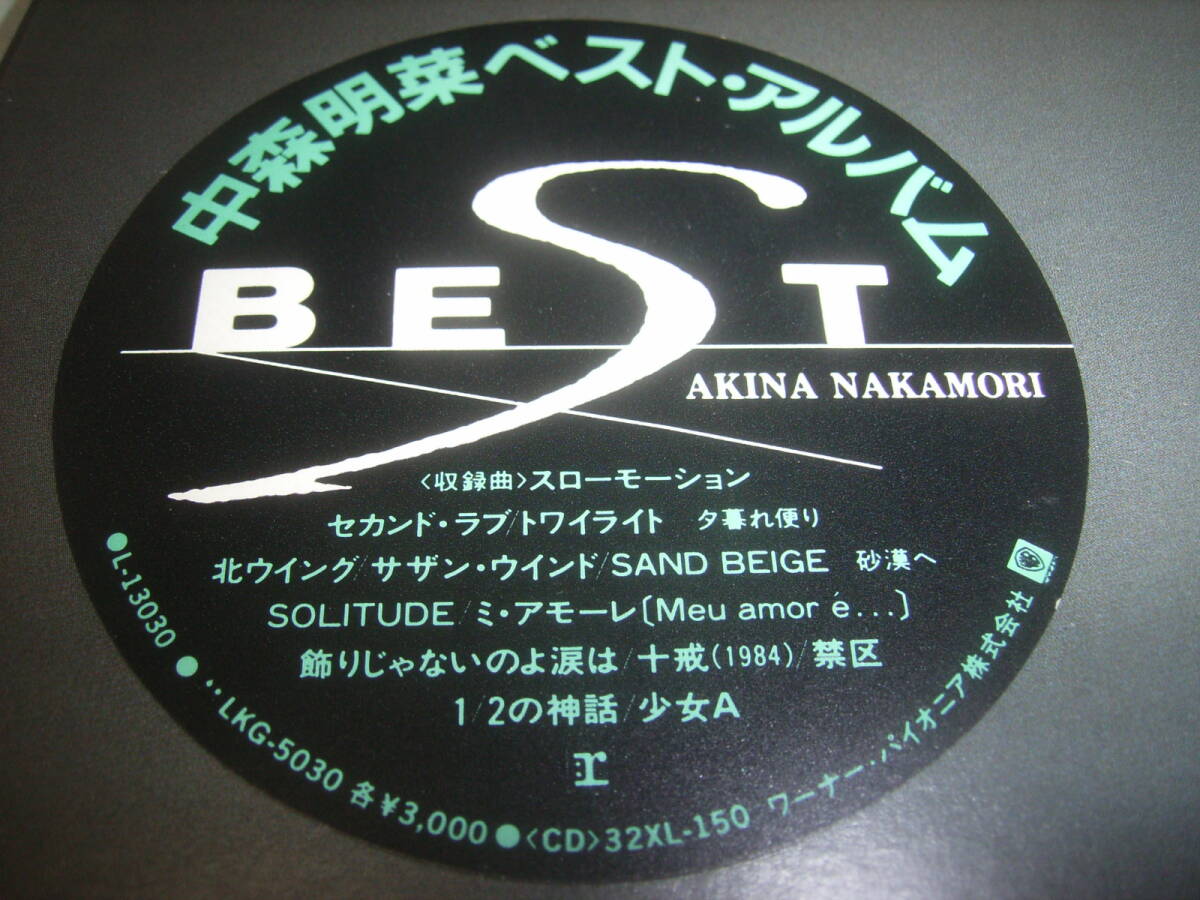 中森明菜ベスト・アルバム
BEST
AKINA NAKAMORI
〈収録曲〉スローモーション
セカンド・ラブ/トワイライト 夕暮れ便り
北ウイング/サザン・ウインド/SAND BEIGE 砂漠へ
SOLITUDE/ミ・アモーレ〔Meu amor é...〕
飾りじゃないのよ涙は/十戒(1984)/禁区
1/2の神話/少女A
r
●L-13030 ● ••LKG-5030 各¥3,000 ●〈CD〉32XL-150 ワーナー・パイオニア株式会社